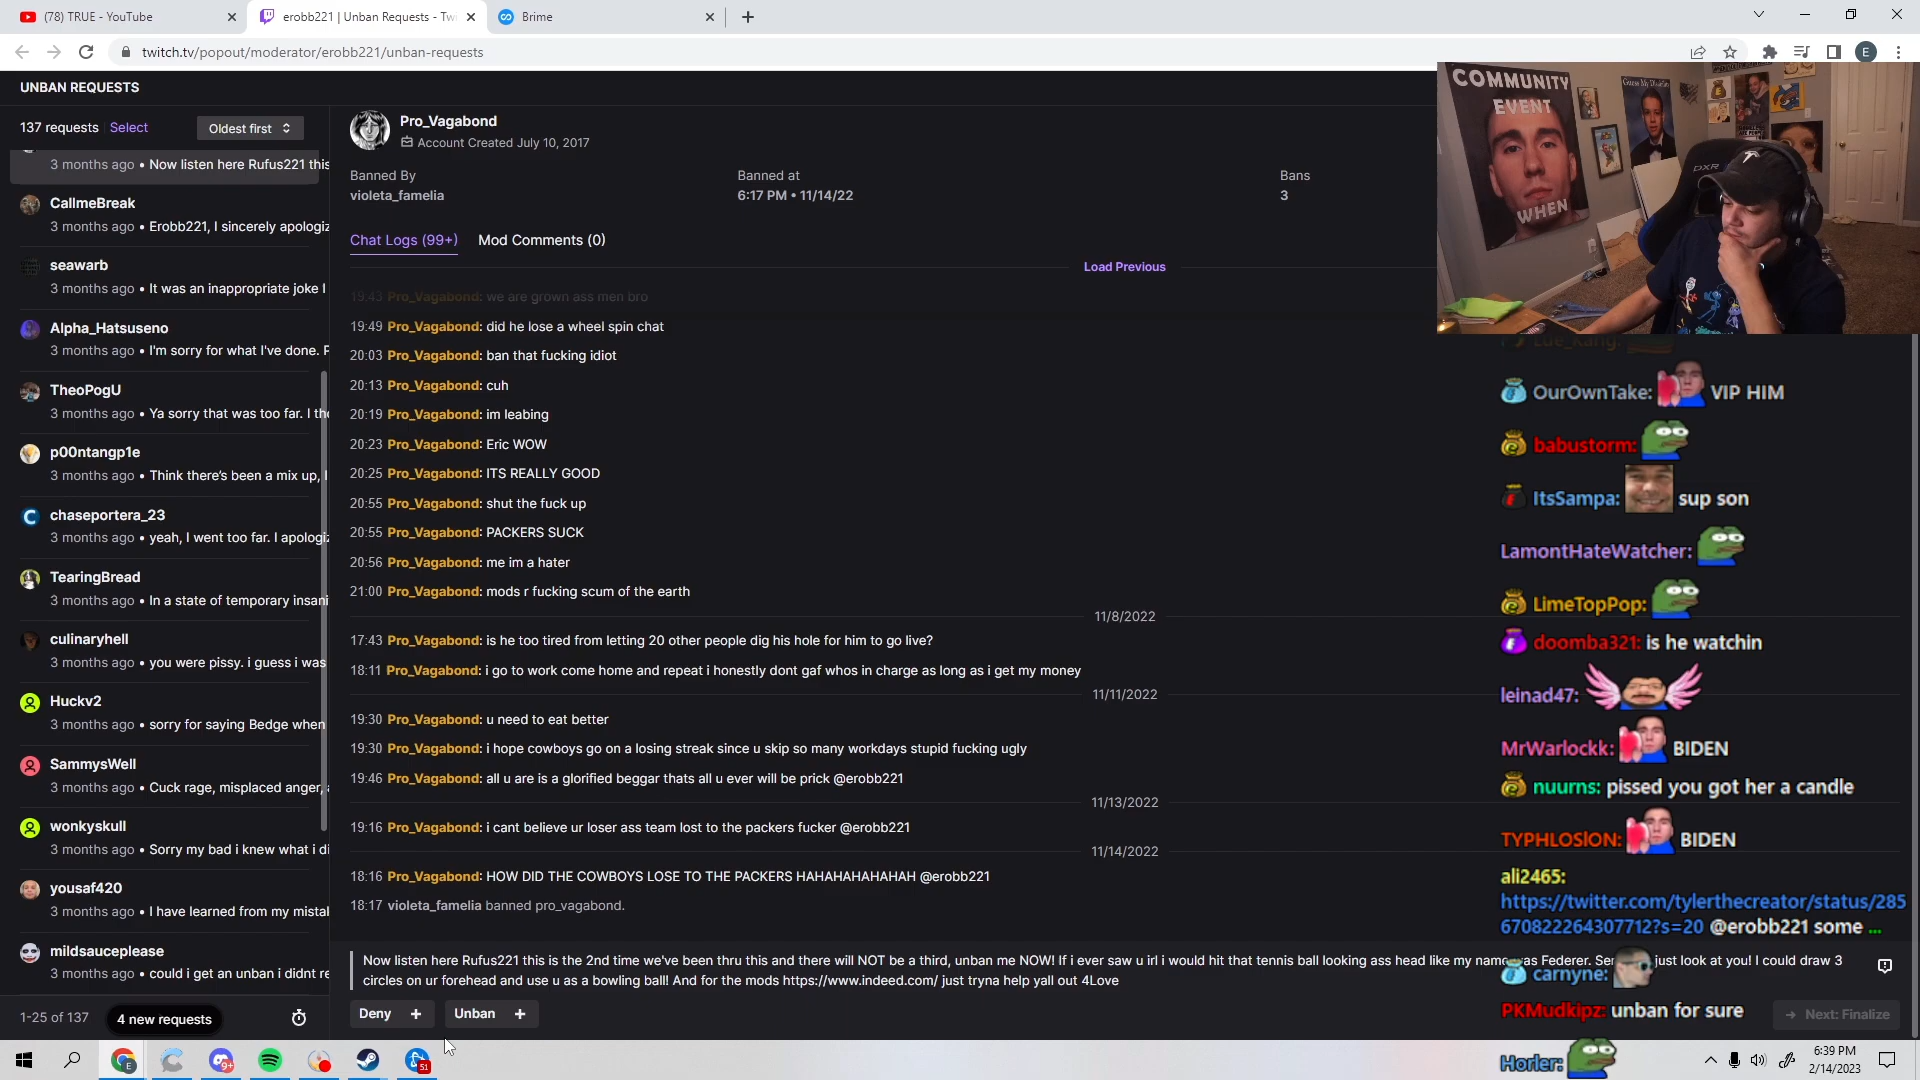 (78) TRUE - YouTube
erobb221 | Unban Requests - Tw
Brime
twitch.tv/popout/moderator/erobb221/unban-requests
E
UNBAN REQUESTS
137 requests Select
Oldest first
3 months ago • Now listen here Rufus221 this
CallmeBreak
3 months ago • Erobb221, I sincerely apologiz
seawarb
3 months ago • It was an inappropriate joke I
Alpha_Hatsuseno
3 months ago • I'm sorry for what I've done. P
TheoPogU
3 months ago • Ya sorry that was too far. I th
p00ntangp1e
3 months ago • Think there's been a mix up, I
chaseportera_23
3 months ago • yeah, I went too far. I apologiz
TearingBread
3 months ago • In a state of temporary insani
culinaryhell
3 months ago • you were pissy. i guess i was
Huckv2
3 months ago • sorry for saying Bedge when
SammysWell
3 months ago • Cuck rage, misplaced anger,
wonkyskull
3 months ago • Sorry my bad i knew what i di
yousaf420
3 months ago • I have learned from my mistak
mildsauceplease
3 months ago • could i get an unban i didnt re
1-25 of 137
4 new requests
Pro_Vagabond
Account Created July 10, 2017
Banned By
violeta_famelia
Banned at
6:17 PM • 11/14/22
Bans
3
Chat Logs (99+)
Mod Comments (0)
Load Previous
19:43 Pro_Vagabond: we are grown ass men bro
19:49 Pro_Vagabond: did he lose a wheel spin chat
20:03 Pro_Vagabond: ban that fucking idiot
20:13 Pro_Vagabond: cuh
20:19 Pro_Vagabond: im leabing
20:23 Pro_Vagabond: Eric WOW
20:25 Pro_Vagabond: ITS REALLY GOOD
20:55 Pro_Vagabond: shut the fuck up
20:55 Pro_Vagabond: PACKERS SUCK
20:56 Pro_Vagabond: me im a hater
21:00 Pro_Vagabond: mods r fucking scum of the earth
11/8/2022
17:43 Pro_Vagabond: is he too tired from letting 20 other people dig his hole for him to go live?
18:11 Pro_Vagabond: i go to work come home and repeat i honestly dont gaf whos in charge as long as i get my money
11/11/2022
19:30 Pro_Vagabond: u need to eat better
19:30 Pro_Vagabond: i hope cowboys go on a losing streak since u skip so many workdays stupid fucking ugly
19:46 Pro_Vagabond: all u are is a glorified beggar thats all u ever will be prick @erobb221
11/13/2022
19:16 Pro_Vagabond: i cant believe ur loser ass team lost to the packers fucker @erobb221
11/14/2022
18:16 Pro_Vagabond: HOW DID THE COWBOYS LOSE TO THE PACKERS HAHAHAHAHAHAH @erobb221
18:17 violeta_famelia banned pro_vagabond.
Now listen here Rufus221 this is the 2nd time we've been thru this and there will NOT be a third, unban me NOW! If i ever saw u irl i would hit that tennis ball looking ass head like my name was Federer. just look at you! I could draw 3
circles on ur forehead and use u as a bowling ball! And for the mods https://www.indeed.com/ just tryna help yall out 4Love
Deny +
Unban +
Next: Finalize
COMMUNITY
EVENT
WHEN
DXR
OurOwnTake: VIP HIM
babustorm:
ItsSampa: sup son
LamontHateWatcher:
LimeTopPop:
doomba321: is he watchin
leinad47:
MrWarlockk: BIDEN
nuurns: pissed you got her a candle
TYPHLOSION: BIDEN
ali2465:
https://twitter.com/tylerthecreator/status/285
670822264307712?s=20 @erobb221 some ...
carnyne:
PKMudkipz: unban for sure
Horler:
9+
51
6:39 PM
2/14/2023